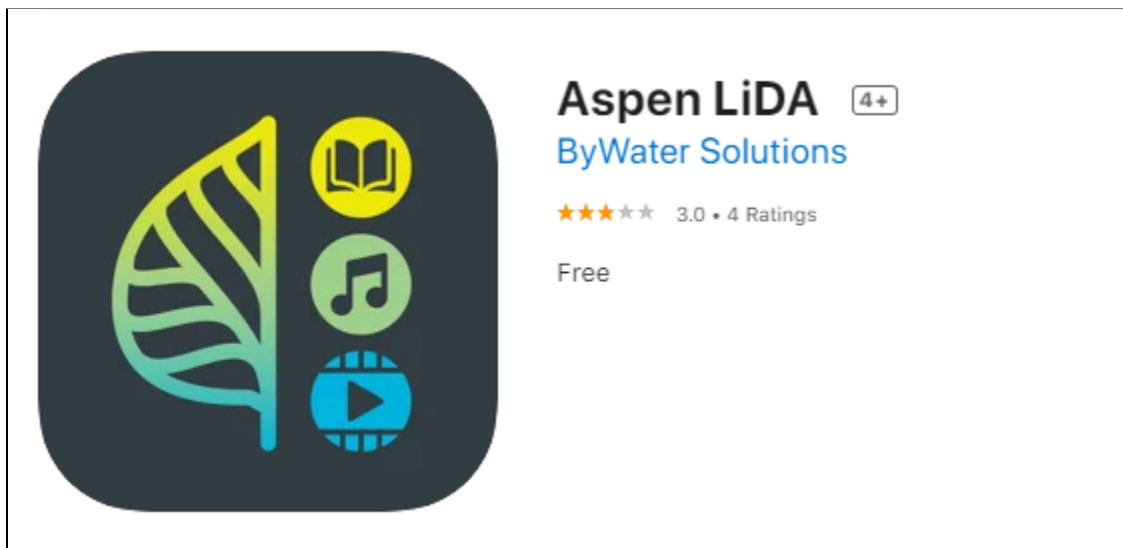 Aspen LiDA 4+
ByWater Solutions
★★★★★ 3.0 • 4 Ratings
Free